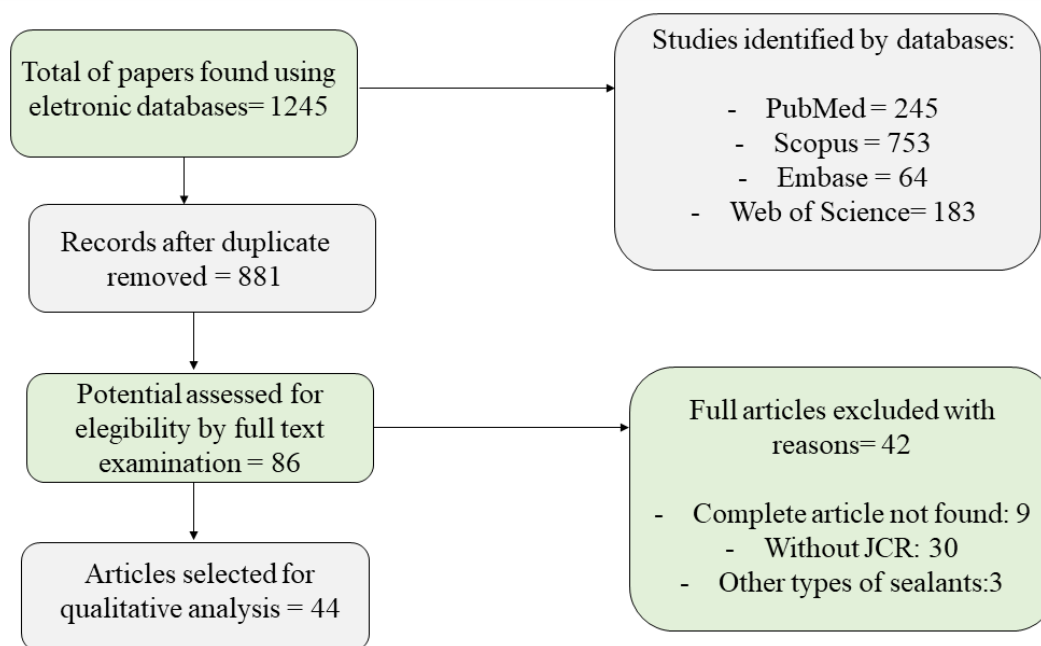 Total of papers found using
eletronic databases= 1245
Studies identified by databases:
- PubMed = 245
- Scopus = 753
- Embase = 64
- Web of Science= 183
Records after duplicate
removed = 881
Potential assessed for
elegibility by full text
examination = 86
Full articles excluded with
reasons= 42
- Complete article not found: 9
- Without JCR: 30
- Other types of sealants:3
Articles selected for
qualitative analysis = 44